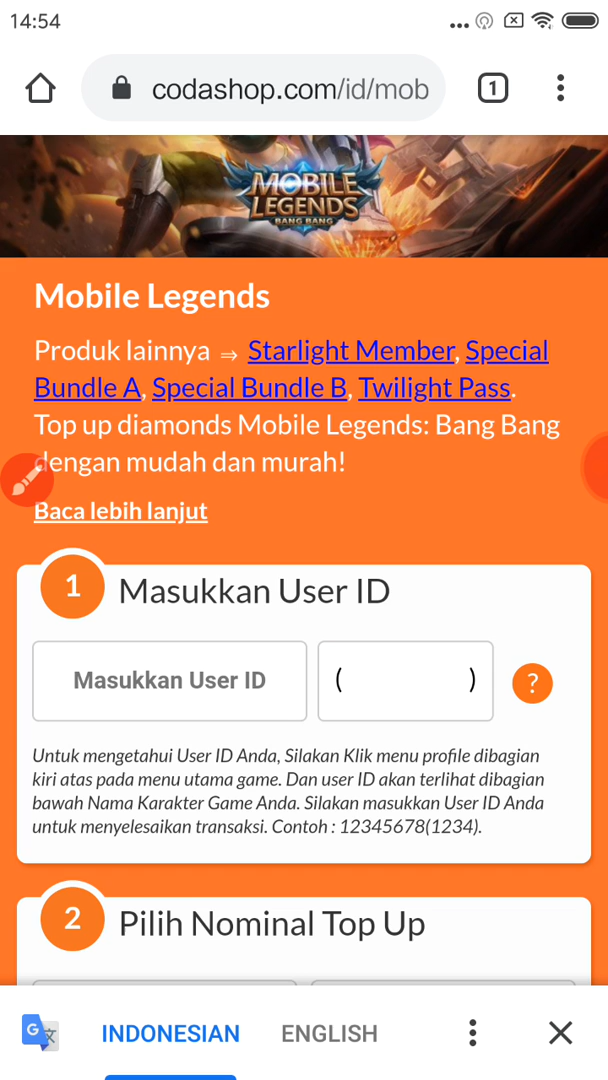 14:54
codashop.com/id/mob
1
MOBILE
LEGENDS
BANG BANG
Mobile Legends
Produk lainnya ⇒ Starlight Member, Special
Bundle A, Special Bundle B, Twilight Pass.
Top up diamonds Mobile Legends: Bang Bang
dengan mudah dan murah!
Baca lebih lanjut
1 Masukkan User ID
Masukkan User ID ( ) ?
Untuk mengetahui User ID Anda, Silakan Klik menu profile dibagian
kiri atas pada menu utama game. Dan user ID akan terlihat dibagian
bawah Nama Karakter Game Anda. Silakan masukkan User ID Anda
untuk menyelesaikan transaksi. Contoh : 12345678(1234).
2 Pilih Nominal Top Up
G 文 INDONESIAN ENGLISH